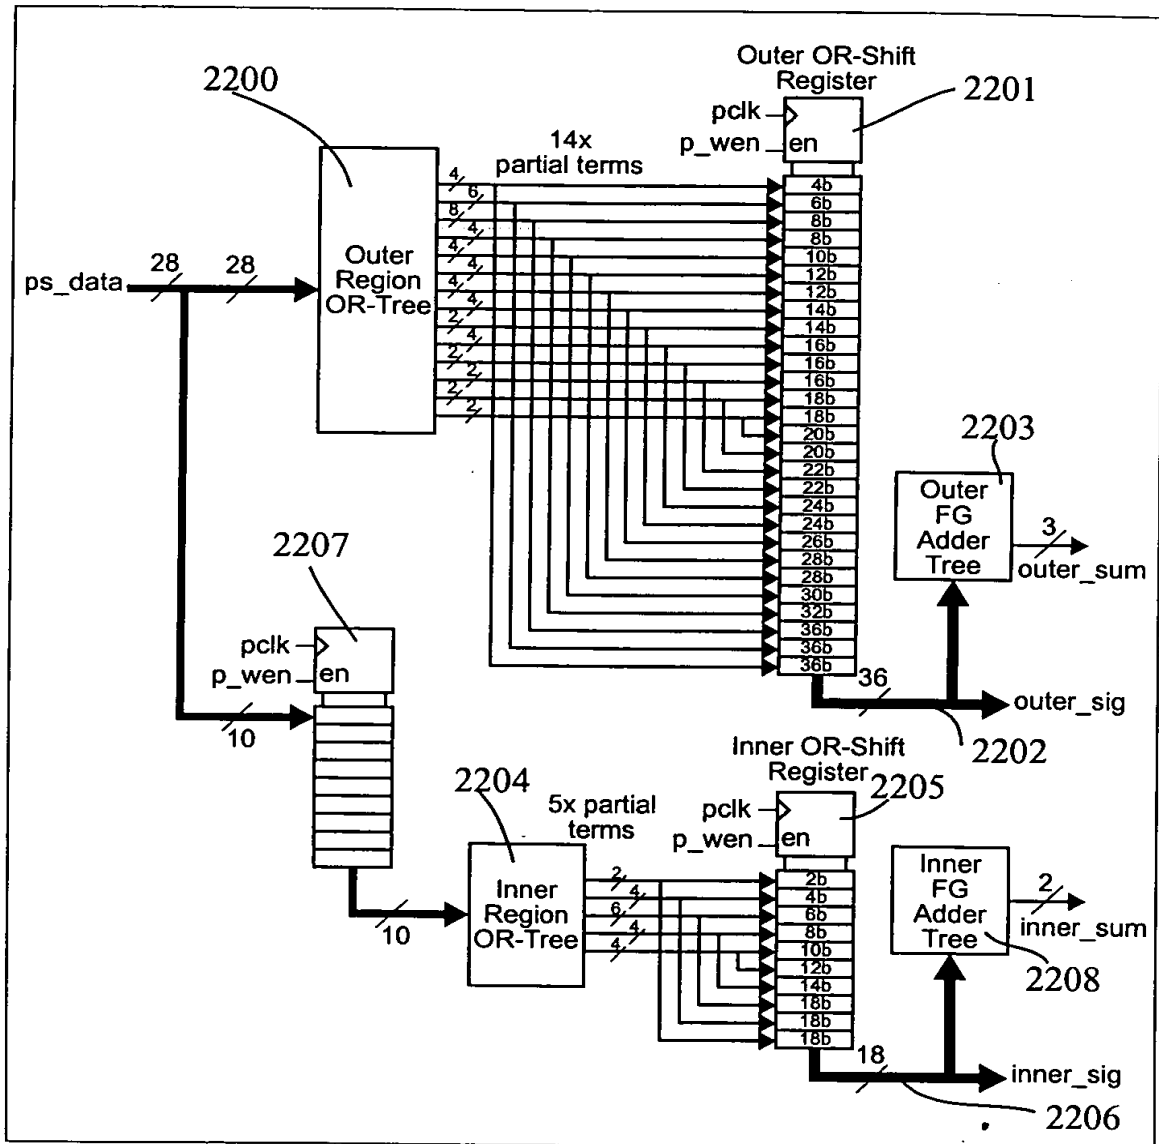 Outer OR-Shift
Register
2200
2201
pclk
p_wen
en
14x
partial terms
4
6
8
4
4
4
4
4
2
4
2
2
2
2
Outer
Region
OR-Tree
ps_data
28
28
4b
6b
8b
8b
10b
12b
12b
14b
14b
16b
16b
16b
18b
18b
20b
20b
22b
22b
24b
24b
26b
28b
28b
30b
32b
36b
36b
36b
2203
Outer
FG
Adder
Tree
3
outer_sum
36
outer_sig
2202
2207
pclk
p_wen
en
10
10
2204
Inner
Region
OR-Tree
5x partial
terms
2
4
6
4
4
Inner OR-Shift
Register
2205
pclk
p_wen
en
2b
4b
6b
8b
10b
12b
14b
18b
18b
18b
Inner
FG
Adder
Tree
2
inner_sum
2208
18
inner_sig
2206